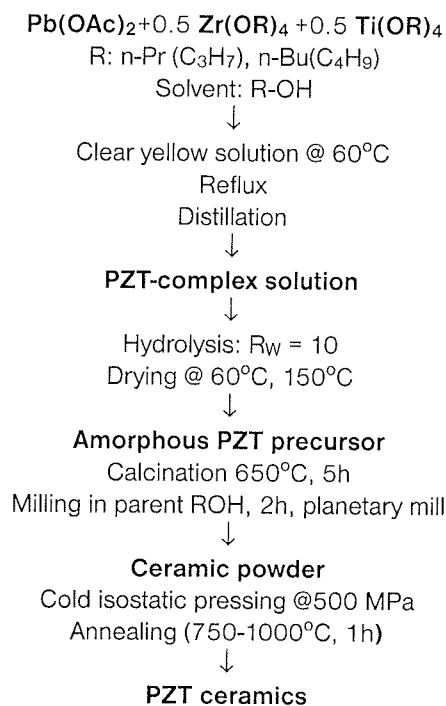 Pb(OAc)₂+0.5 Zr(OR)₄ +0.5 Ti(OR)₄
R: n-Pr (C₃H₇), n-Bu(C₄H₉)
Solvent: R-OH
↓
Clear yellow solution @ 60°C
Reflux
Distillation
↓
PZT-complex solution
↓
Hydrolysis: Rw = 10
Drying @ 60°C, 150°C
↓
Amorphous PZT precursor
Calcination 650°C, 5h
Milling in parent ROH, 2h, planetary mill
↓
Ceramic powder
Cold isostatic pressing @500 MPa
Annealing (750-1000°C, 1h)
↓
PZT ceramics